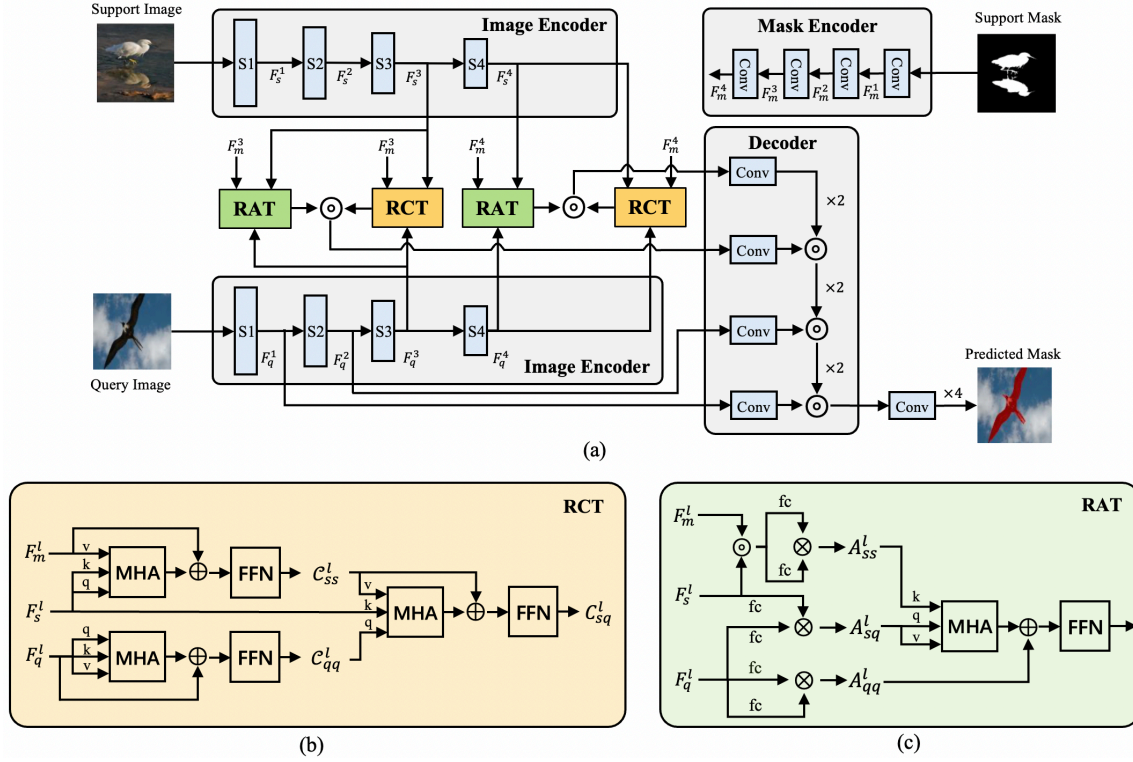 Support Image
Image Encoder
S1
F_s^1
S2
F_s^2
S3
F_s^3
S4
F_s^4
Mask Encoder
Support Mask
F_m^4
Conv
F_m^3
Conv
F_m^2
Conv
F_m^1
Conv
F_m^3
F_m^3
F_m^4
F_m^4
RAT
RCT
RAT
RCT
Decoder
Conv
×2
Conv
×2
Conv
×2
Conv
Conv
×4
Predicted Mask
S1
F_q^1
S2
F_q^2
S3
F_q^3
S4
F_q^4
Image Encoder
Query Image
(a)
RCT
F_m^l
v
k
q
MHA
FFN
C_ss^l
F_s^l
v
k
q
MHA
FFN
C_sq^l
F_q^l
q
k
v
MHA
FFN
C_qq^l
(b)
RAT
F_m^l
fc
fc
A_ss^l
F_s^l
fc
fc
A_sq^l
k
q
v
MHA
FFN
F_q^l
fc
fc
A_qq^l
(c)